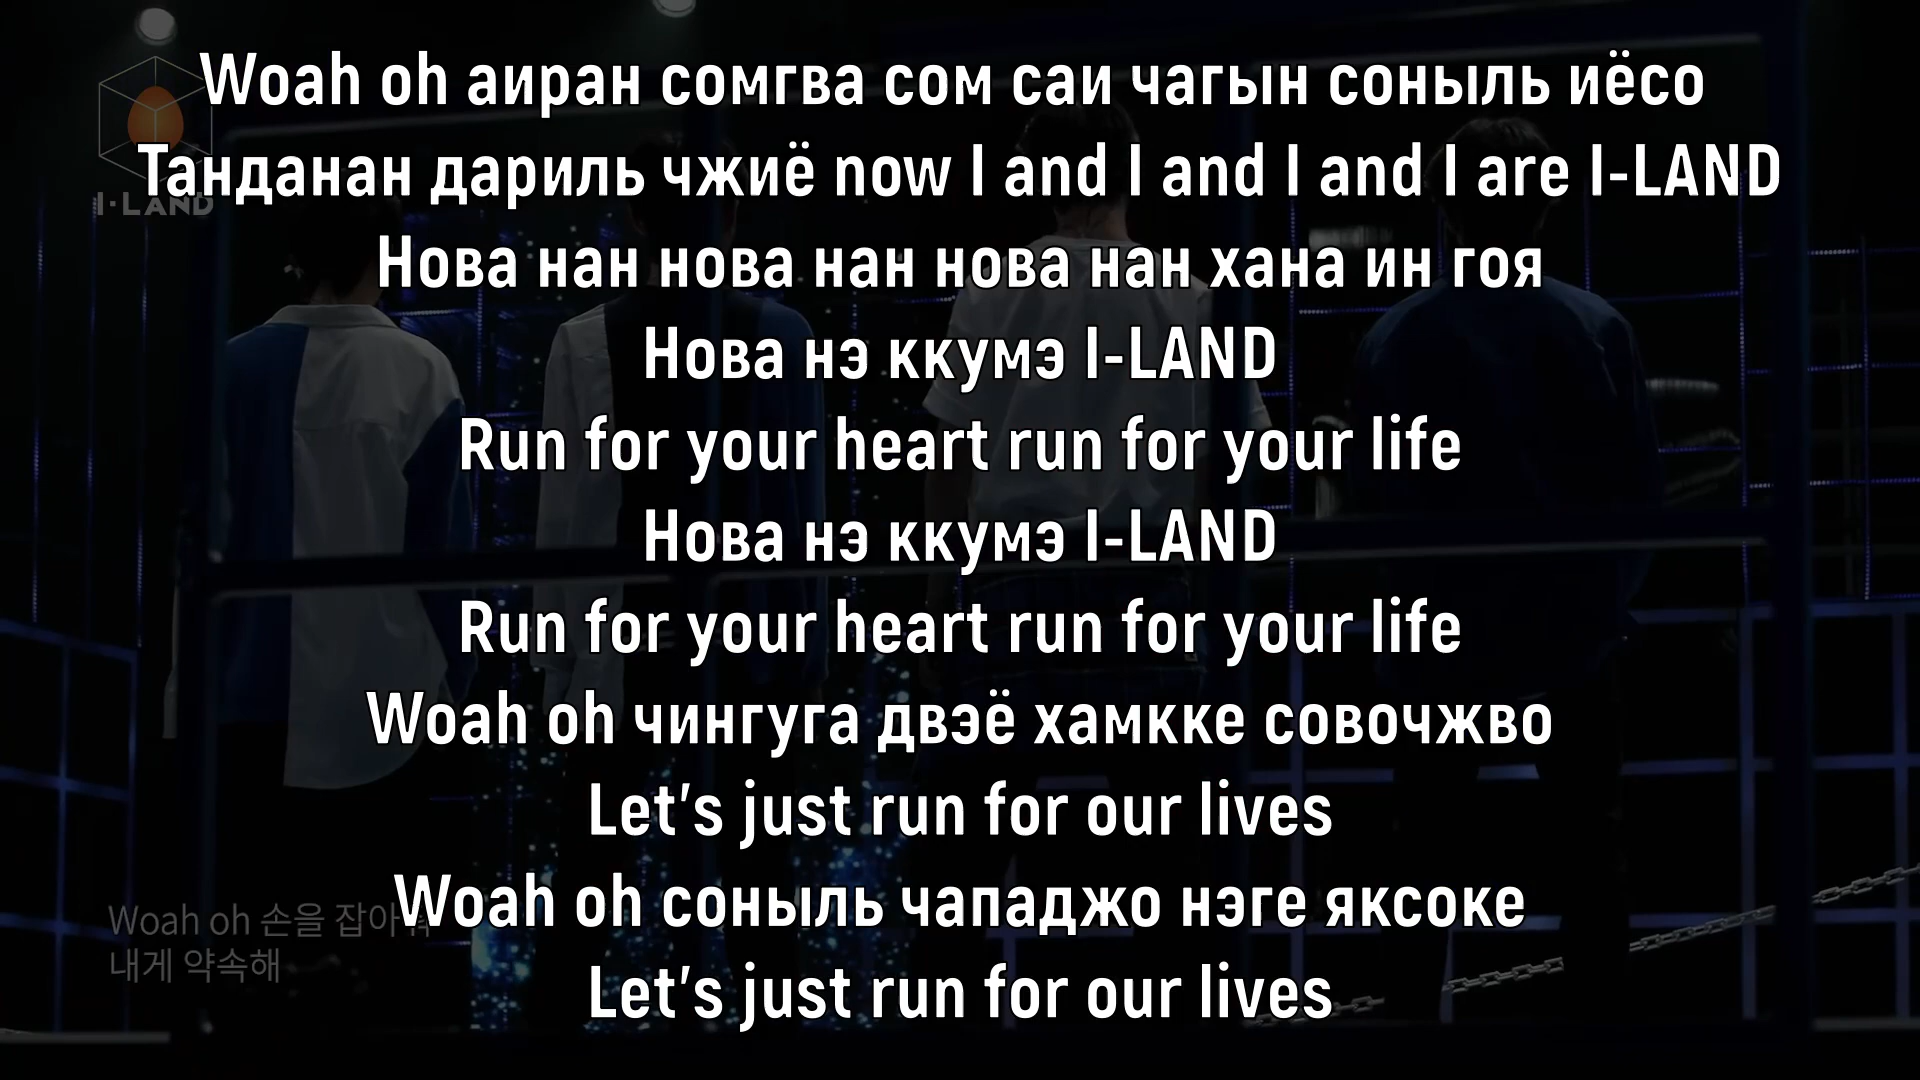 Woah oh аиран сомгва сом саи чагын соныль иёсо
I·LAND
Танданан дариль чжиё now I and I and I and I are I-LAND
Нова нан нова нан нова нан хана ин гоя
Нова нэ ккумэ I-LAND
Run for your heart run for your life
Нова нэ ккумэ I-LAND
Run for your heart run for your life
Woah oh чингуга двэё хамкке совочжво
Let's just run for our lives
Woah oh соныль чападжо нэге яксоке
Woah oh 손을 잡아
내게 약속해
Let's just run for our lives